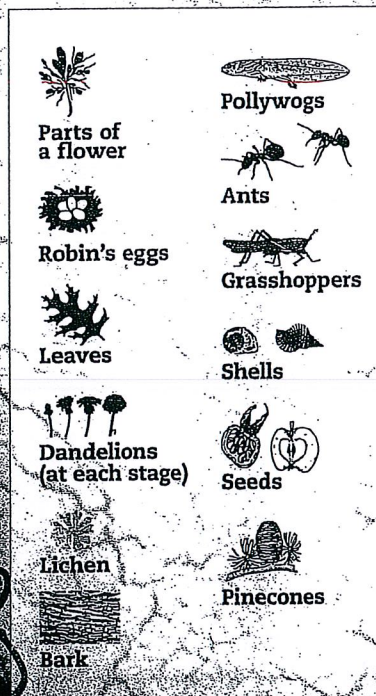 Parts of
a flower
Robin's eggs
Leaves
Dandelions
(at each stage)
Lichen
Bark
Pollywogs
Ants
Grasshoppers
Shells
Seeds
Pinecones